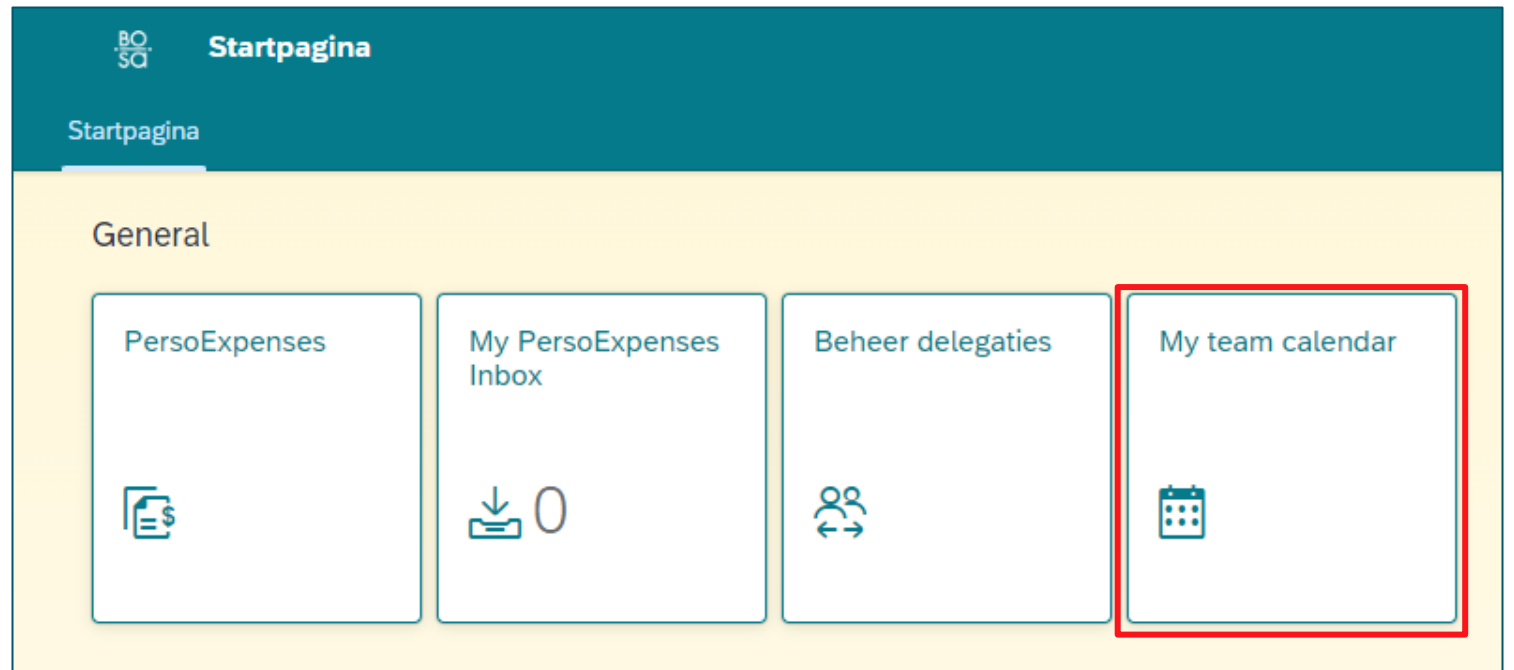 BO
sa
Startpagina
Startpagina
General
PersoExpenses
My PersoExpenses
Inbox
Beheer delegaties
My team calendar
$
0